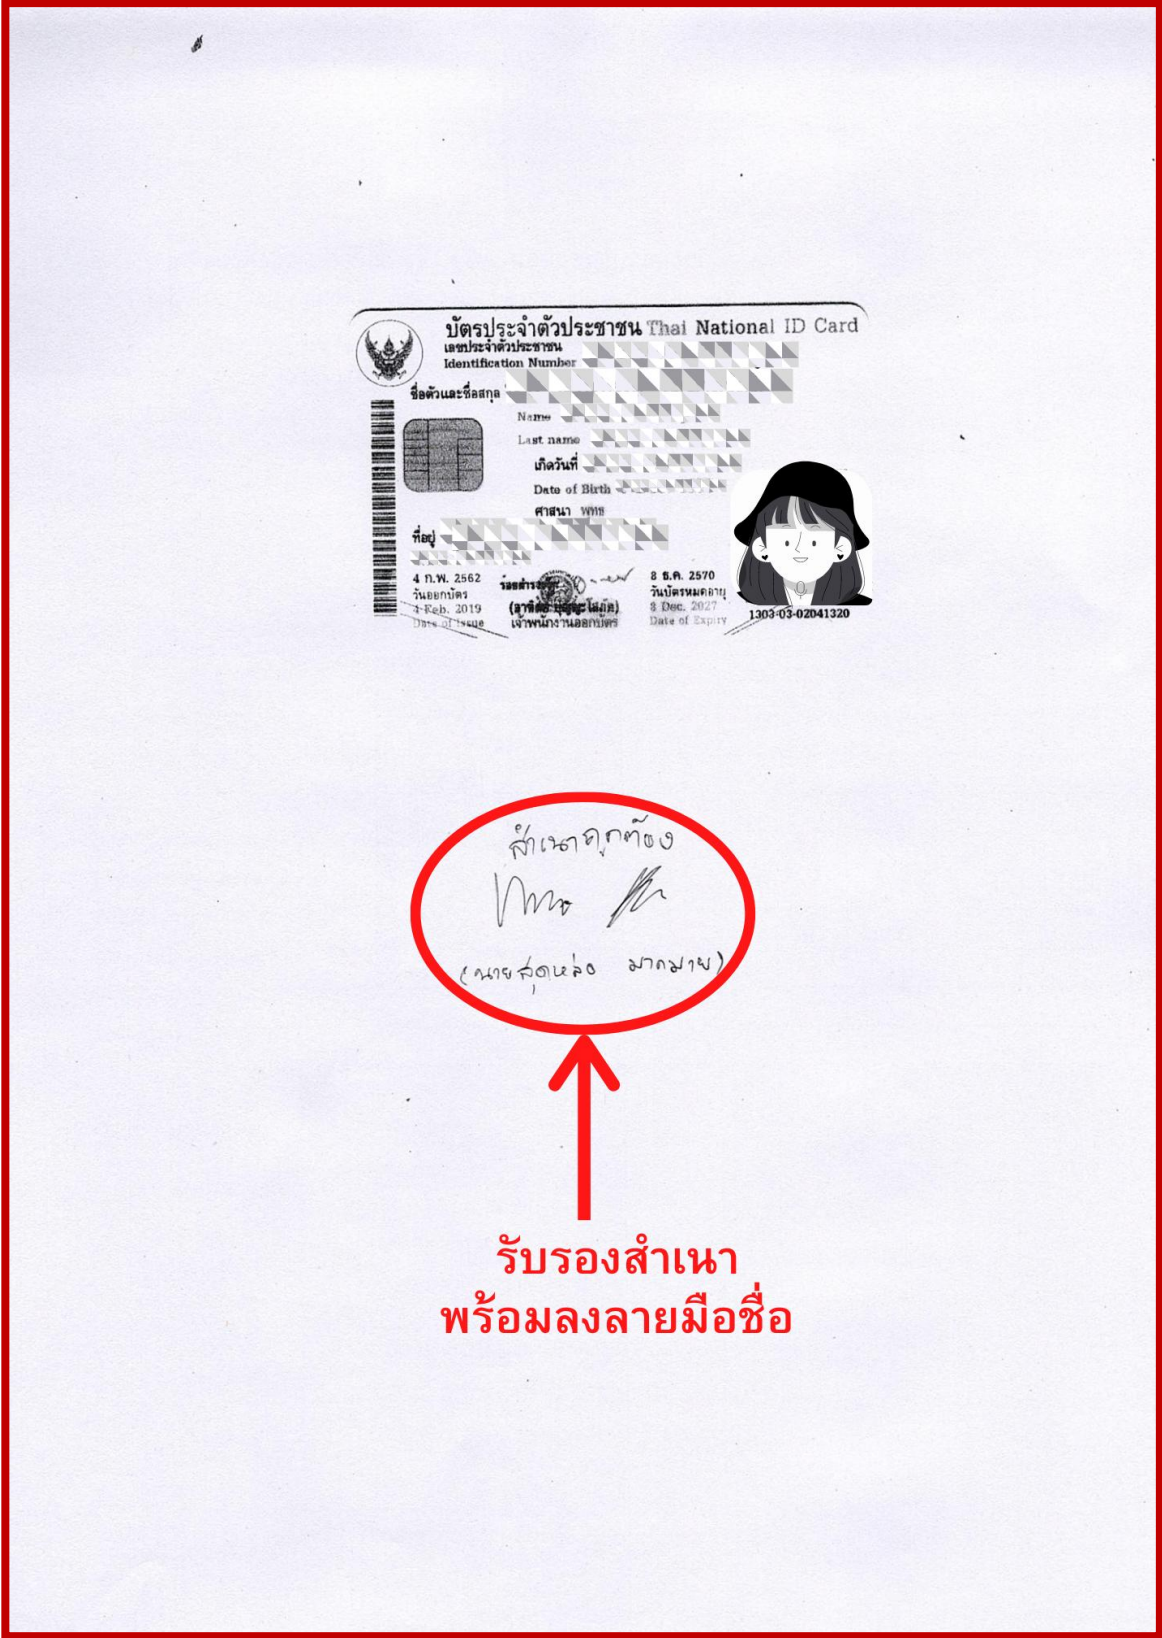 บัตรประจำตัวประชาชน Thai National ID Card
เลขประจำตัวประชาชน
Identification Number
ชื่อตัวและชื่อสกุล
Name
Last name
เกิดวันที่
Date of Birth
ศาสนา พุทธ
ที่อยู่
4 ก.พ. 2562
วันออกบัตร
4 Feb. 2019
Date of Issue
เจ้าพนักงานออกบัตร
8 ธ.ค. 2570
วันบัตรหมดอายุ
8 Dec. 2027
Date of Expiry
1303-03-02041320
สำเนาถูกต้อง
(นายสุดหล่อ มากมาย)
รับรองสำเนา
พร้อมลงลายมือชื่อ